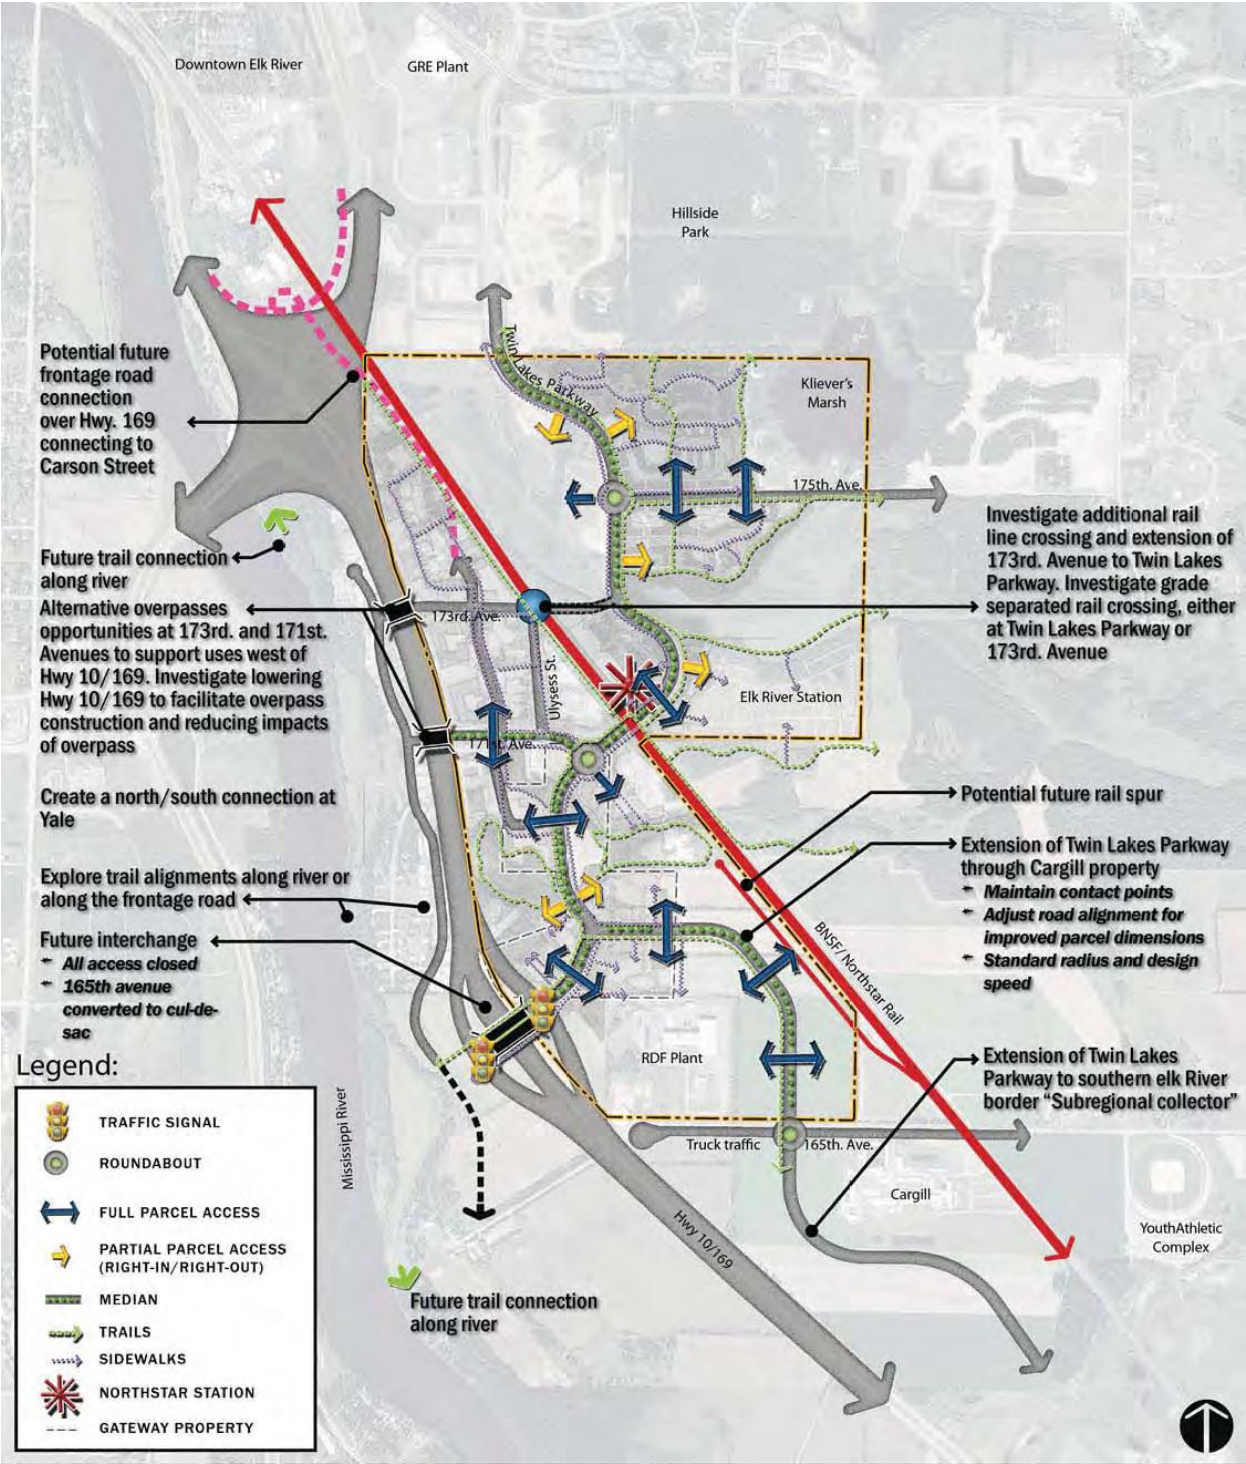 Downtown Elk River
GRE Plant
Hillside
Park
Twin Lakes Parkway
Kliever's
Marsh
175th. Ave.
Potential future
frontage road
connection
over Hwy. 169
connecting to
Carson Street
Investigate additional rail
line crossing and extension of
173rd. Avenue to Twin Lakes
Parkway. Investigate grade
separated rail crossing, either
at Twin Lakes Parkway or
173rd. Avenue
Future trail connection
along river
Alternative overpasses
opportunities at 173rd. and 171st.
Avenues to support uses west of
Hwy 10/169. Investigate lowering
Hwy 10/169 to facilitate overpass
construction and reducing impacts
of overpass
173rd. Ave.
Ulysess St.
Elk River Station
171st. Ave.
Create a north/south connection at
Yale
Potential future rail spur
Extension of Twin Lakes Parkway
through Cargill property
Maintain contact points
Adjust road alignment for
improved parcel dimensions
Standard radius and design
speed
Explore trail alignments along river or
along the frontage road
Future interchange
All access closed
165th avenue
converted to cul-de-
sac
BNSF/ Northstar Rail
RDF Plant
Extension of Twin Lakes
Parkway to southern elk River
border “Subregional collector”
Truck traffic
165th. Ave.
Cargill
YouthAthletic
Complex
Mississippi River
Hwy 10/169
Future trail connection
along river
Legend:
TRAFFIC SIGNAL
ROUNDABOUT
FULL PARCEL ACCESS
PARTIAL PARCEL ACCESS
(RIGHT-IN/RIGHT-OUT)
MEDIAN
TRAILS
SIDEWALKS
NORTHSTAR STATION
GATEWAY PROPERTY